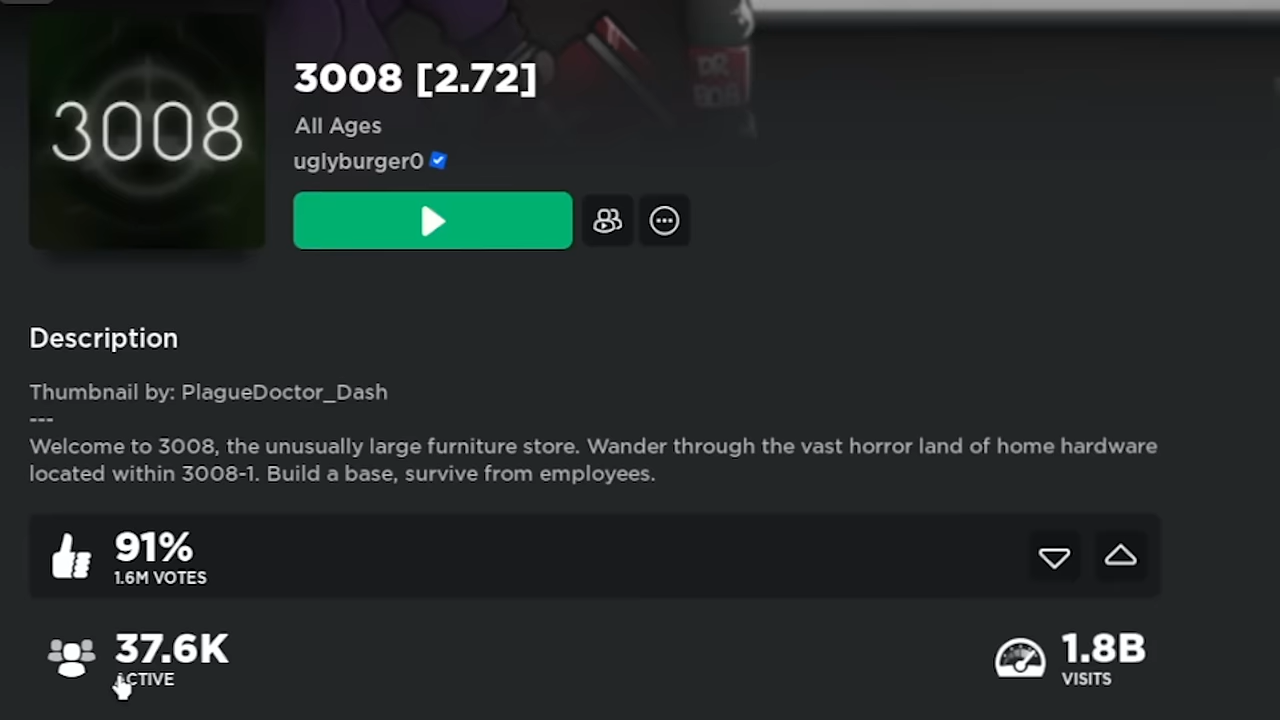 3008
3008 [2.72]
All Ages
uglyburger0
DR
BOB
Description
Thumbnail by: PlagueDoctor_Dash
---
Welcome to 3008, the unusually large furniture store. Wander through the vast horror land of home hardware
located within 3008-1. Build a base, survive from employees.
91%
1.6M VOTES
37.6K
ACTIVE
1.8B
VISITS